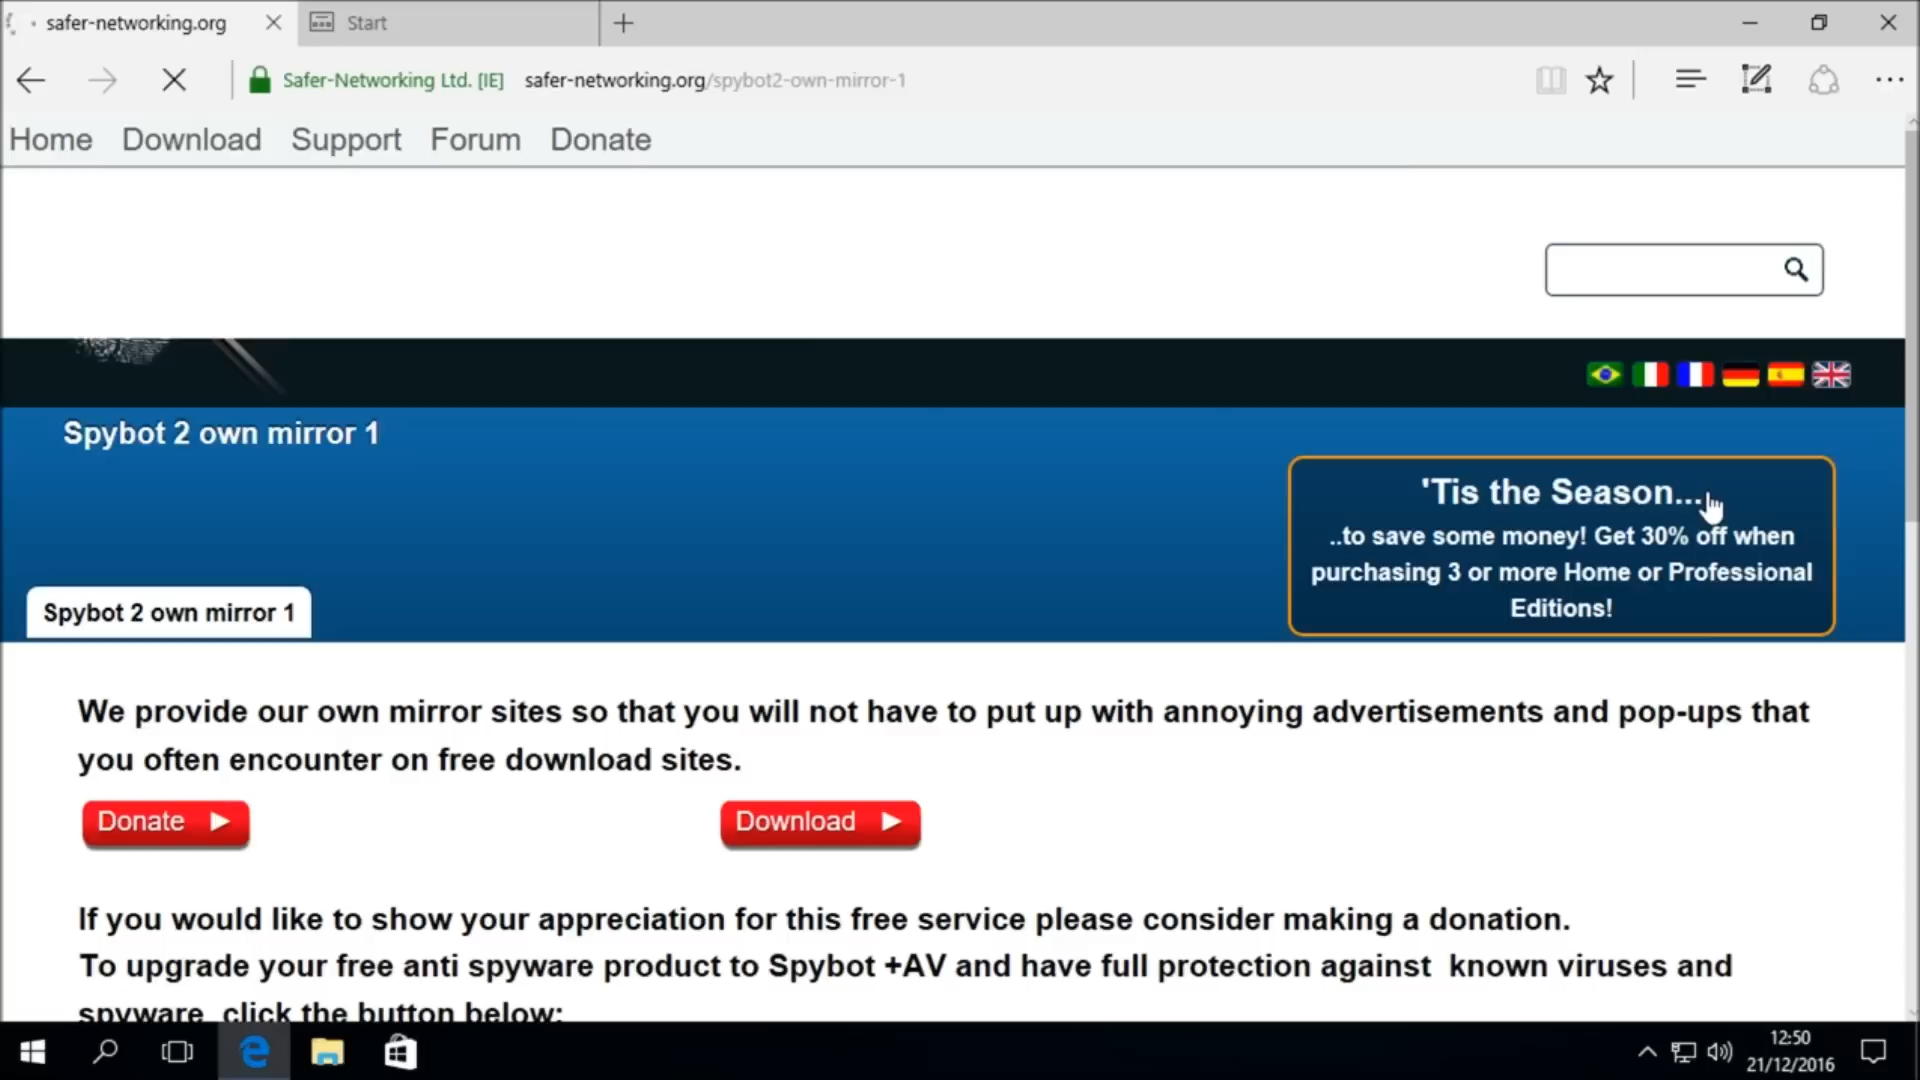 safer-networking.org
Start
Safer-Networking Ltd. [IE] safer-networking.org/spybot2-own-mirror-1
Home Download Support Forum Donate
Spybot 2 own mirror 1
'Tis the Season...
..to save some money! Get 30% off when
purchasing 3 or more Home or Professional
Editions!
Spybot 2 own mirror 1
We provide our own mirror sites so that you will not have to put up with annoying advertisements and pop-ups that
you often encounter on free download sites.
Donate
Download
If you would like to show your appreciation for this free service please consider making a donation.
To upgrade your free anti spyware product to Spybot +AV and have full protection against known viruses and
spyware click the button below:
12:50
21/12/2016